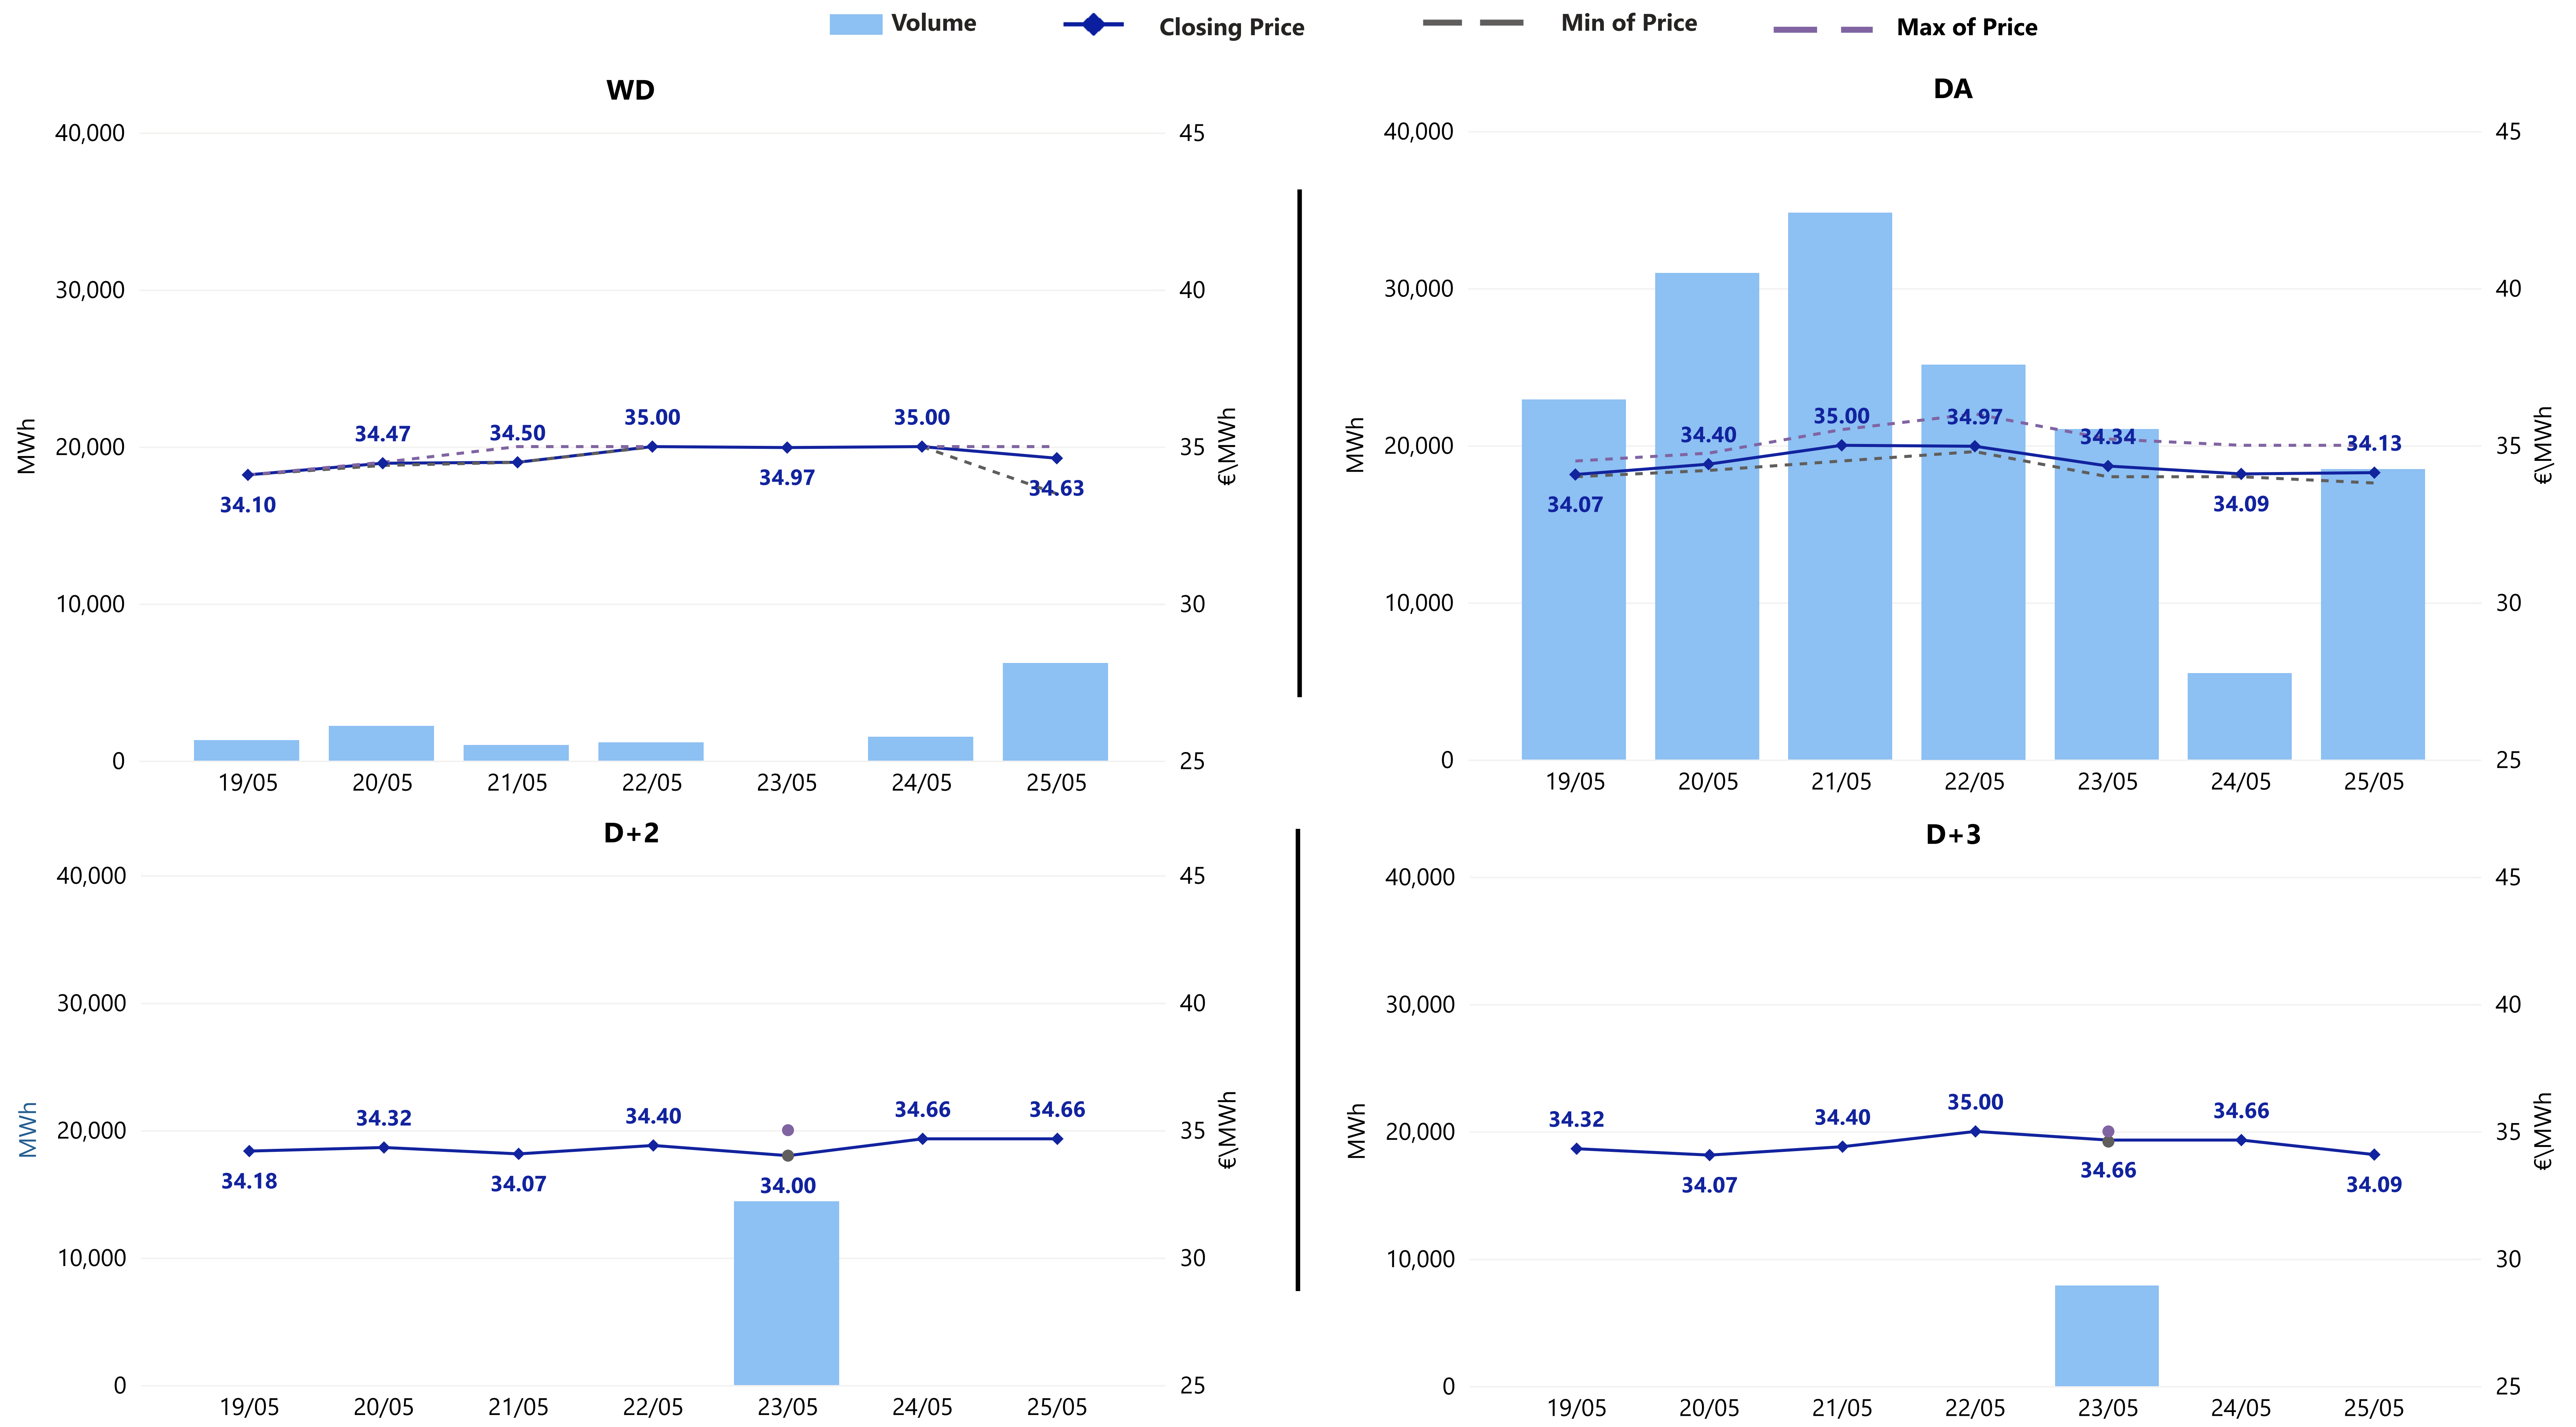 Volume Closing Price Min of Price Max of Price
WD
40,000 45
30,000 40
20,000 35
10,000 30
0 25
MWh
€\MWh
34.10 34.47 34.50 35.00 34.97 35.00 34.63
19/05 20/05 21/05 22/05 23/05 24/05 25/05
DA
40,000 45
30,000 40
20,000 35
10,000 30
0 25
MWh
€\MWh
34.07 34.40 35.00 34.97 34.34 34.09 34.13
19/05 20/05 21/05 22/05 23/05 24/05 25/05
D+2
40,000 45
30,000 40
20,000 35
10,000 30
0 25
MWh
€\MWh
34.18 34.32 34.07 34.40 34.00 34.66 34.66
19/05 20/05 21/05 22/05 23/05 24/05 25/05
D+3
40,000 45
30,000 40
20,000 35
10,000 30
0 25
MWh
€\MWh
34.32 34.07 34.40 35.00 34.66 34.66 34.09
19/05 20/05 21/05 22/05 23/05 24/05 25/05